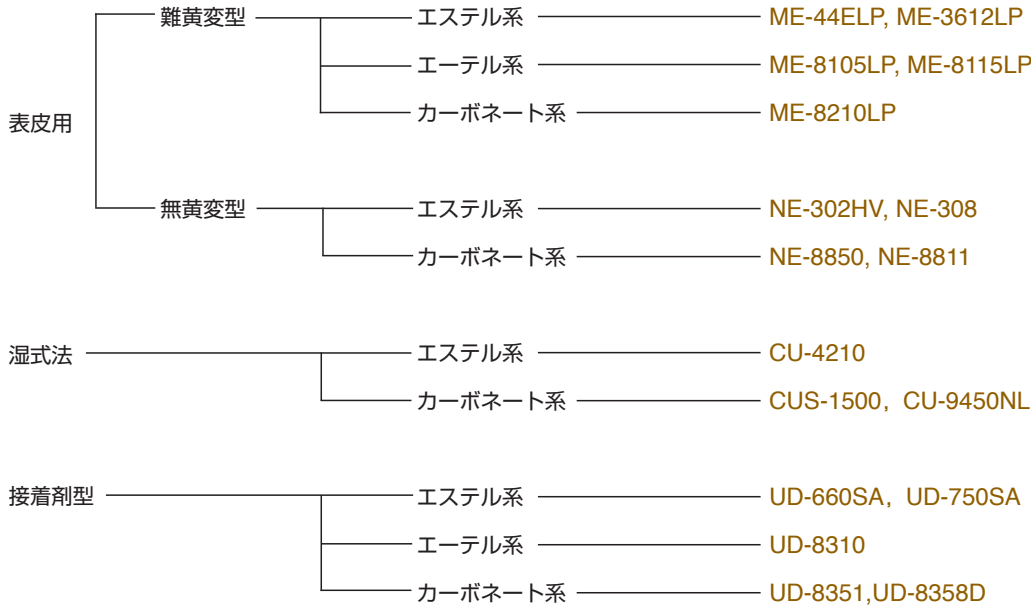 難黄変型 エステル系 ME-44ELP, ME-3612LP
エーテル系 ME-8105LP, ME-8115LP
表皮用 カーボネート系 ME-8210LP
無黄変型 エステル系 NE-302HV, NE-308
カーボネート系 NE-8850, NE-8811
湿式法 エステル系 CU-4210
カーボネート系 CUS-1500, CU-9450NL
接着剤型 エステル系 UD-660SA, UD-750SA
エーテル系 UD-8310
カーボネート系 UD-8351,UD-8358D